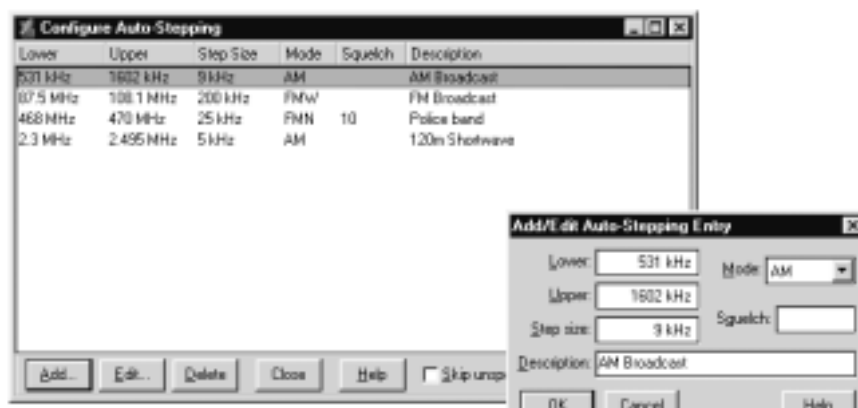 Configure Auto-Stepping
Lower Upper Step Size Mode Squelch Description
531 kHz 1602 kHz 9 kHz AM AM Broadcast
87.5 MHz 108.1 MHz 200 kHz FMW FM Broadcast
468 MHz 470 MHz 25 kHz FMN 10 Police band
2.3 MHz 2.495 MHz 5 kHz AM 120m Shortwave
Add... Edit... Delete Close Help Skip
Add/Edit Auto-Stepping Entry
Lower: 531 kHz Mode: AM
Upper: 1602 kHz
Squelch:
Step size: 9 kHz
Description: AM Broadcast
OK Cancel Help